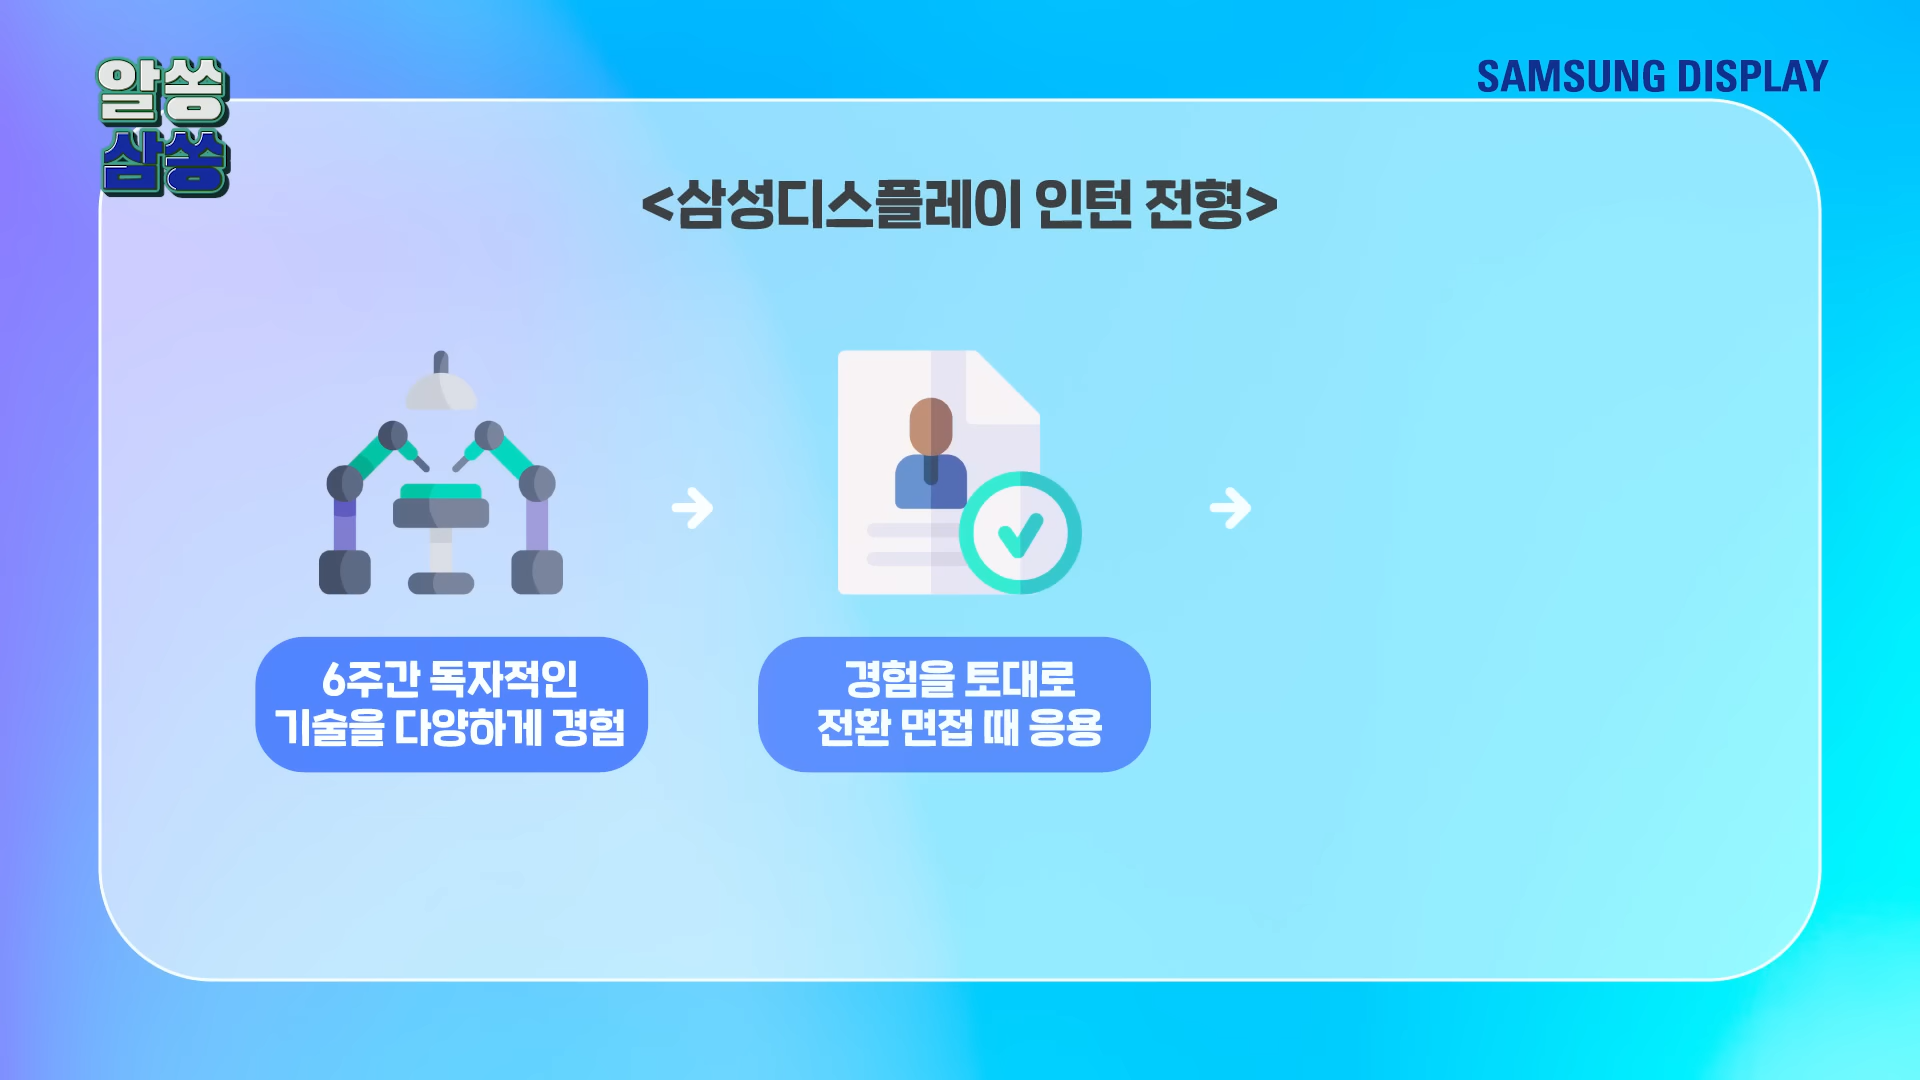 알쏭
삼쏭
SAMSUNG DISPLAY
<삼성디스플레이 인턴 전형>
6주간 독자적인
기술을 다양하게 경험
경험을 토대로
전환 면접 때 응용